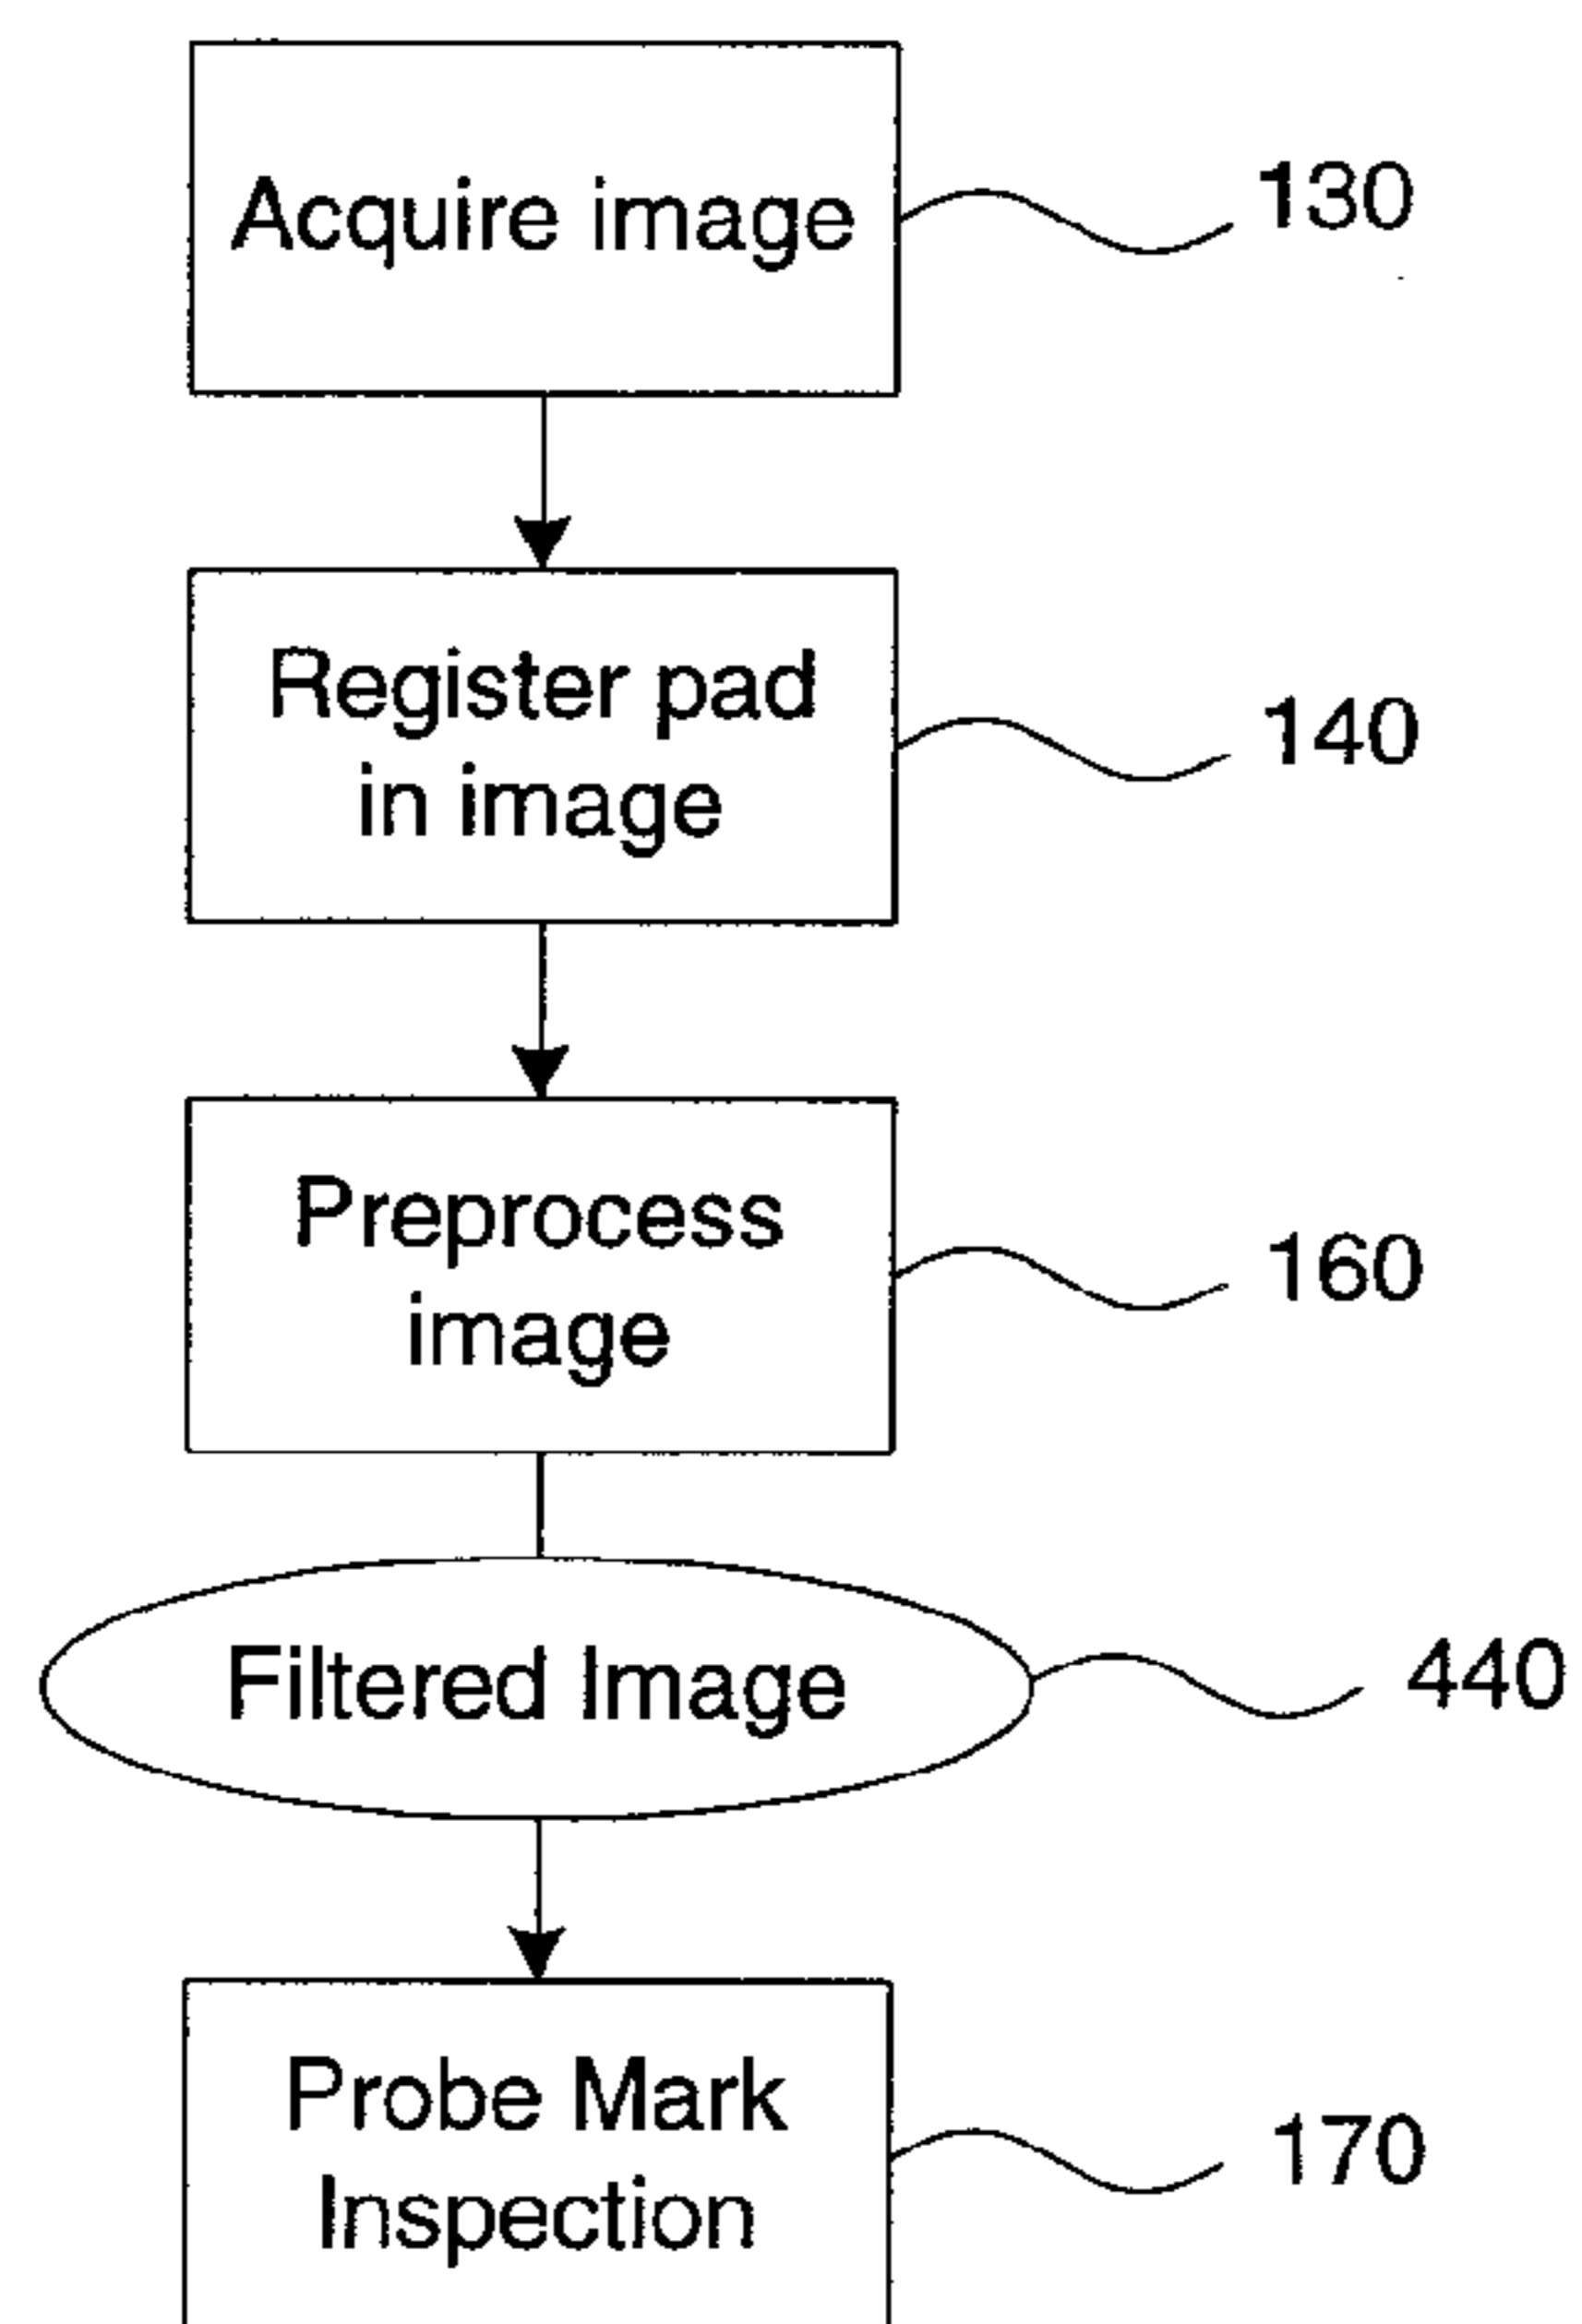 Acquire image
130
Register pad
in image
140
Preprocess
image
160
Filtered Image
440
Probe Mark
Inspection
170